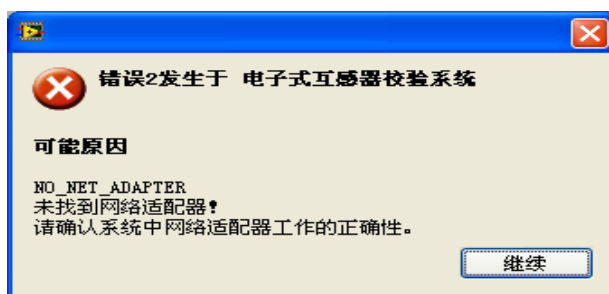 错误2发生于 电子式互感器校验系统
可能原因
NO_NET_ADAPTER
未找到网络适配器！
请确认系统中网络适配器工作的正确性。
继续